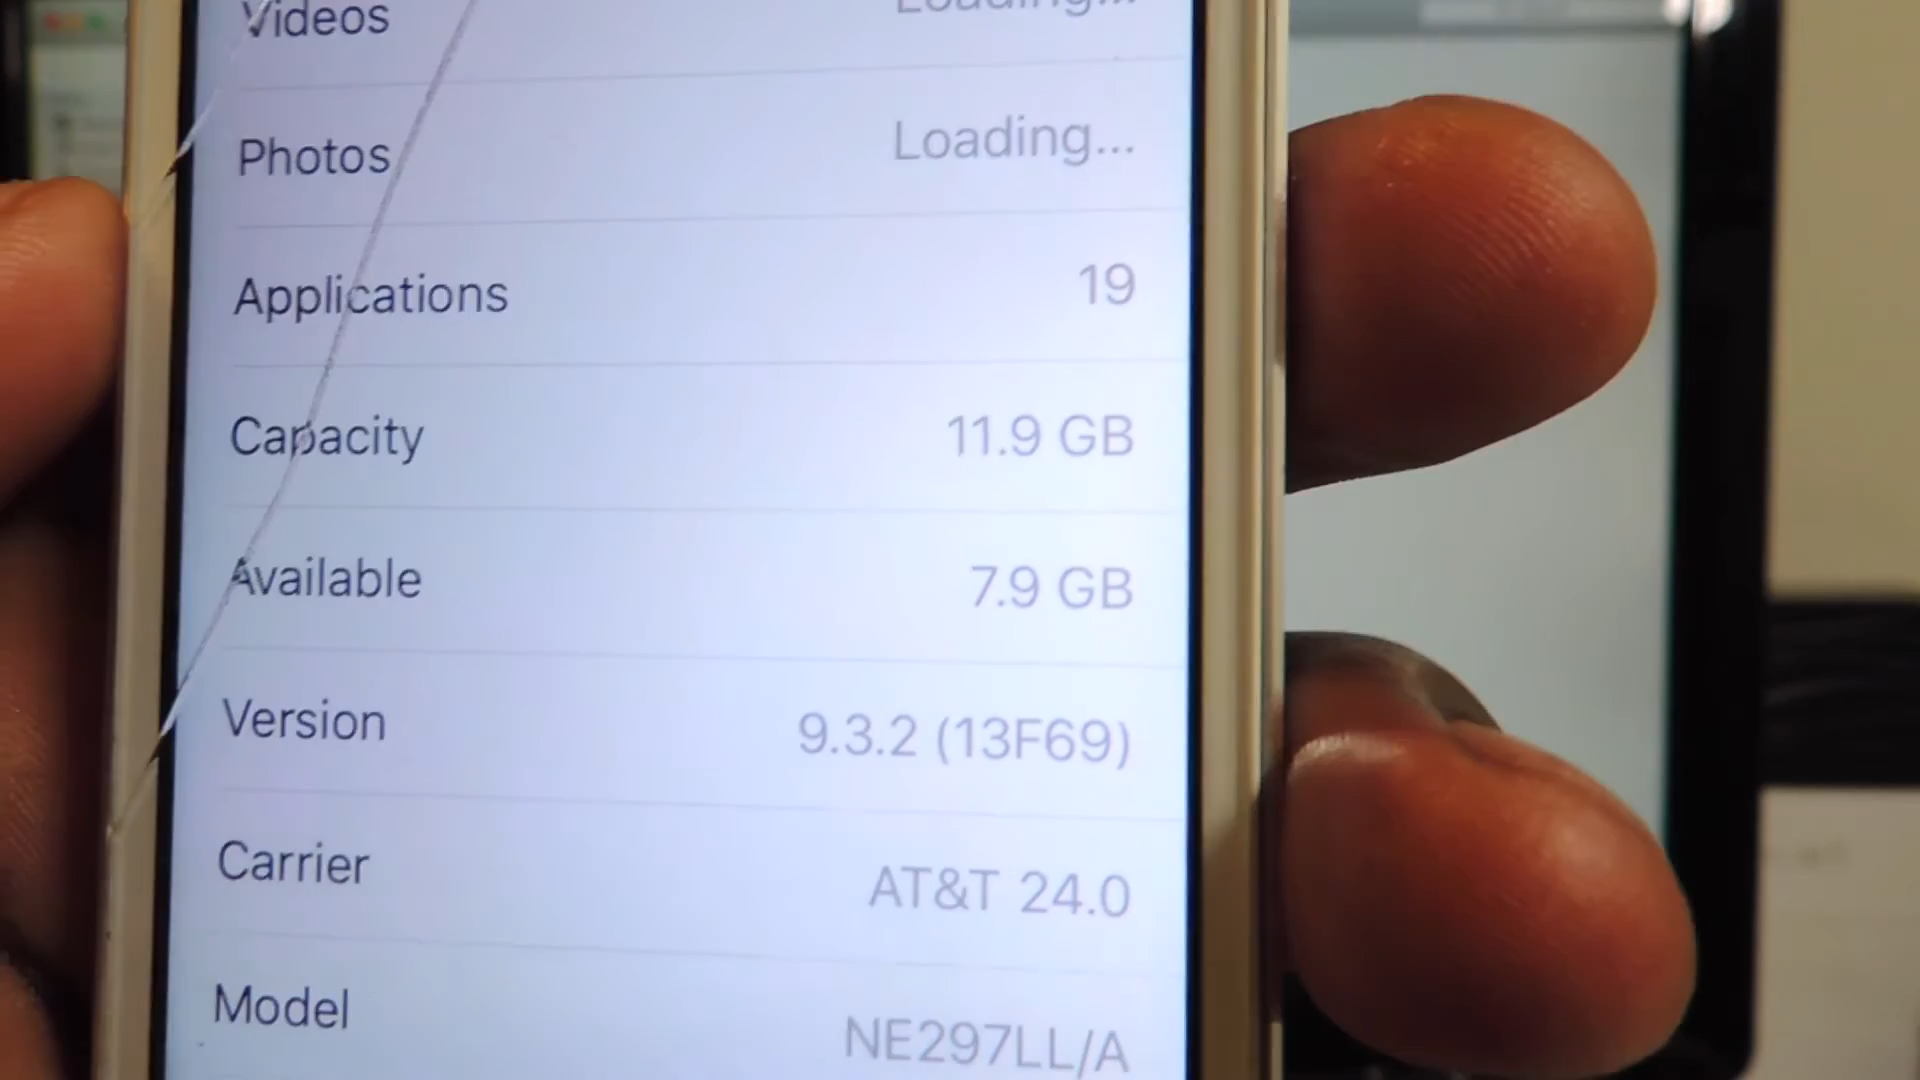 Videos Loading...
Photos Loading...
Applications 19
Capacity 11.9 GB
Available 7.9 GB
Version 9.3.2 (13F69)
Carrier AT&T 24.0
Model NE297LL/A